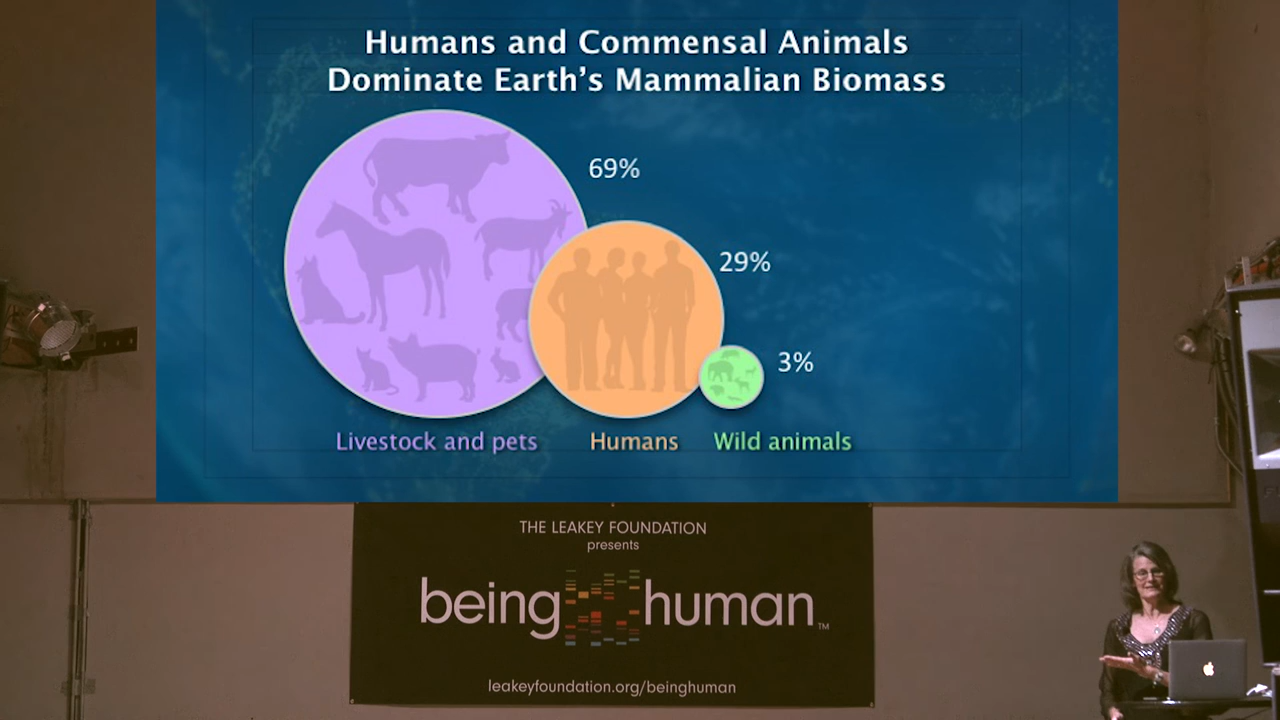 Humans and Commensal Animals
Dominate Earth's Mammalian Biomass
69%
29%
3%
Livestock and pets
Humans
Wild animals
THE LEAKEY FOUNDATION
presents
being human™
leakeyfoundation.org/beinghuman